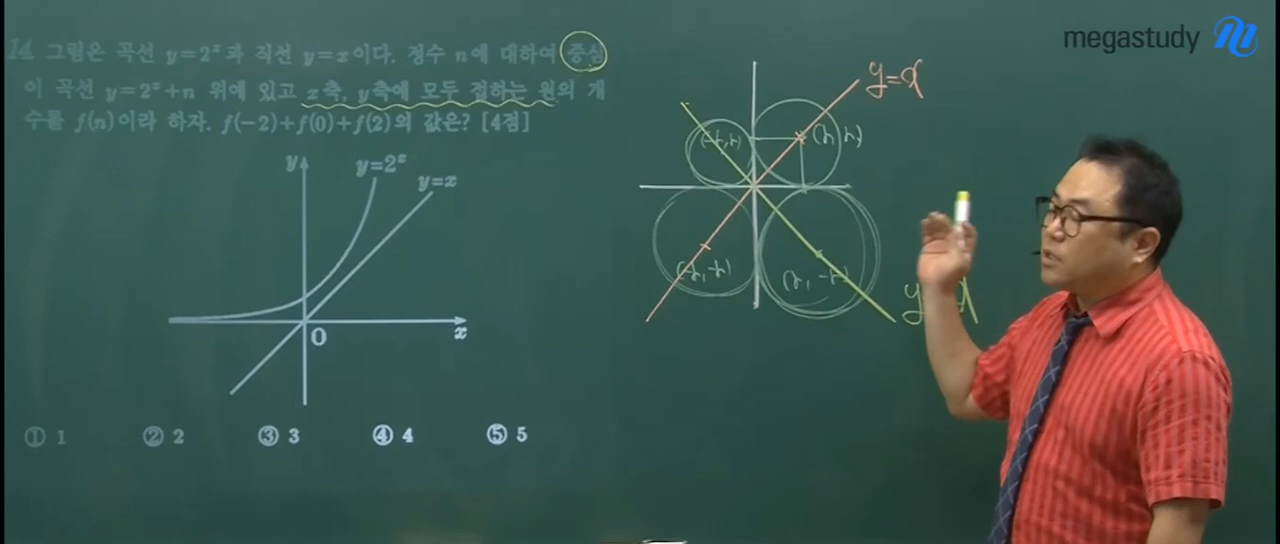 megastudy
14. 그림은 곡선 y=2ˣ과 직선 y=x이다. 정수 n에 대하여 중심
이 곡선 y=2ˣ+n 위에 있고 x축, y축에 모두 접하는 원의 개
수를 f(n)이라 하자. f(-2)+f(0)+f(2)의 값은? [4점]
y
y=2ˣ
y=x
O
x
① 1 ② 2 ③ 3 ④ 4 ⑤ 5
y=x
(-r, r)
(r, r)
(-r, -r)
(r, -r)